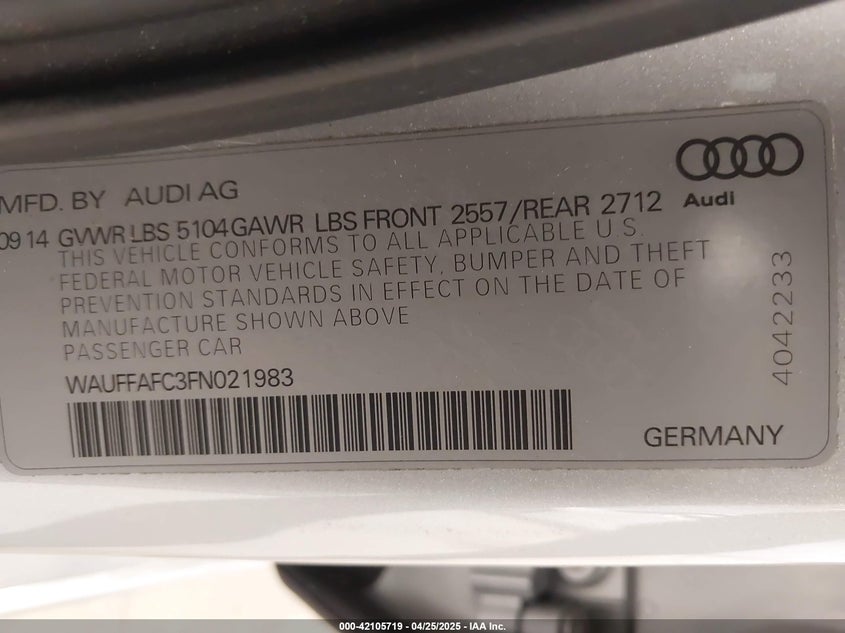 MFD. BY AUDI AG
Audi
09 14 GVWR LBS 5104 GAWR LBS FRONT 2557/REAR 2712
THIS VEHICLE CONFORMS TO ALL APPLICABLE U.S.
FEDERAL MOTOR VEHICLE SAFETY, BUMPER AND THEFT
PREVENTION STANDARDS IN EFFECT ON THE DATE OF
MANUFACTURE SHOWN ABOVE
PASSENGER CAR
WAUFFAFC3FN021983
4042233
GERMANY
000-42105719 - 04/25/2025 - IAA Inc.